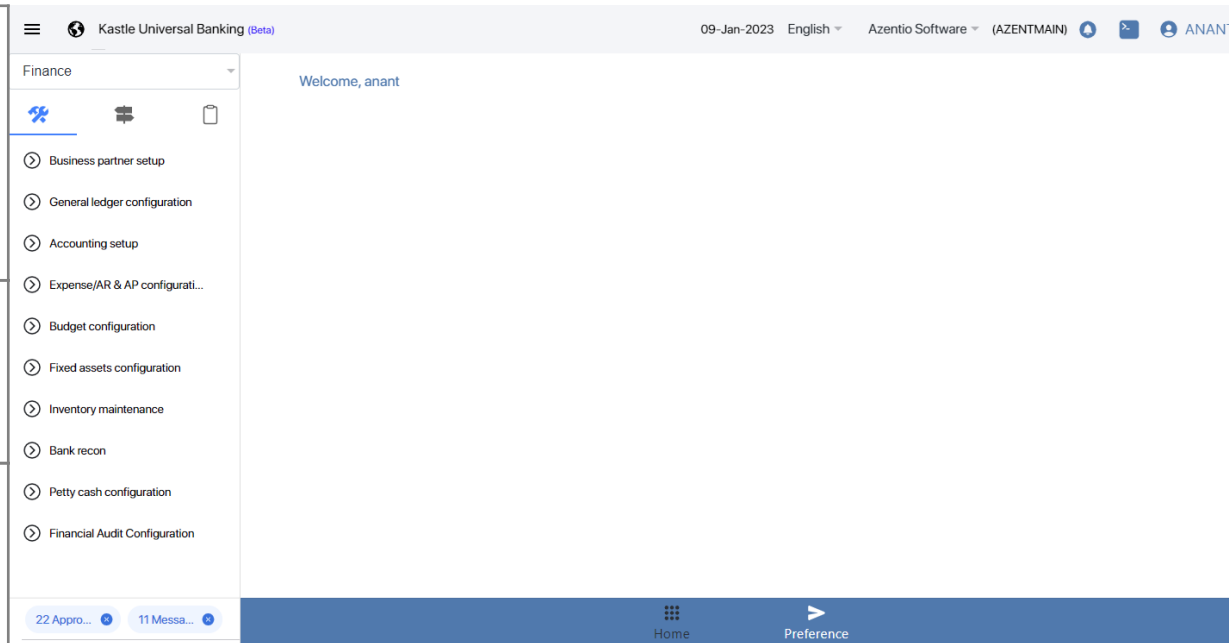 Kastle Universal Banking (Beta)
09-Jan-2023 English Azentio Software (AZENTMAIN) ANANT
Finance
Welcome, anant
Business partner setup
General ledger configuration
Accounting setup
Expense/AR & AP configurati...
Budget configuration
Fixed assets configuration
Inventory maintenance
Bank recon
Petty cash configuration
Financial Audit Configuration
22 Appro... 11 Messa...
Home Preference